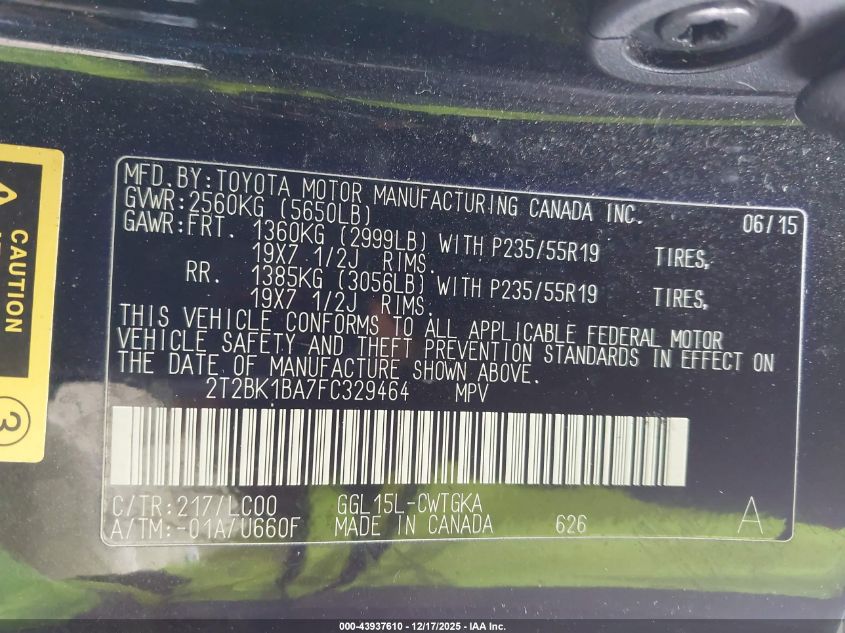 MFD.BY:TOYOTA MOTOR MANUFACTURING CANADA INC. 06/15
GVWR:2560KG (5650LB)
GAWR:FRT. 1360KG (2999LB) WITH P235/55R19 TIRES,
19X7 1/2J RIMS.
RR. 1385KG (3056LB) WITH P235/55R19 TIRES,
19X7 1/2J RIMS.
THIS VEHICLE CONFORMS TO ALL APPLICABLE FEDERAL MOTOR
VEHICLE SAFETY AND THEFT PREVENTION STANDARDS IN EFFECT ON
THE DATE OF MANUFACTURE SHOWN ABOVE.
2T2BK1BA7FC329464 MPV
C/TR:217/LC00 GGL15L-CWTGKA
A/TM:-01A/U660F MADE IN CANADA 626 A
CAUTION
3
000-43937610 - 12/17/2025 - IAA Inc.